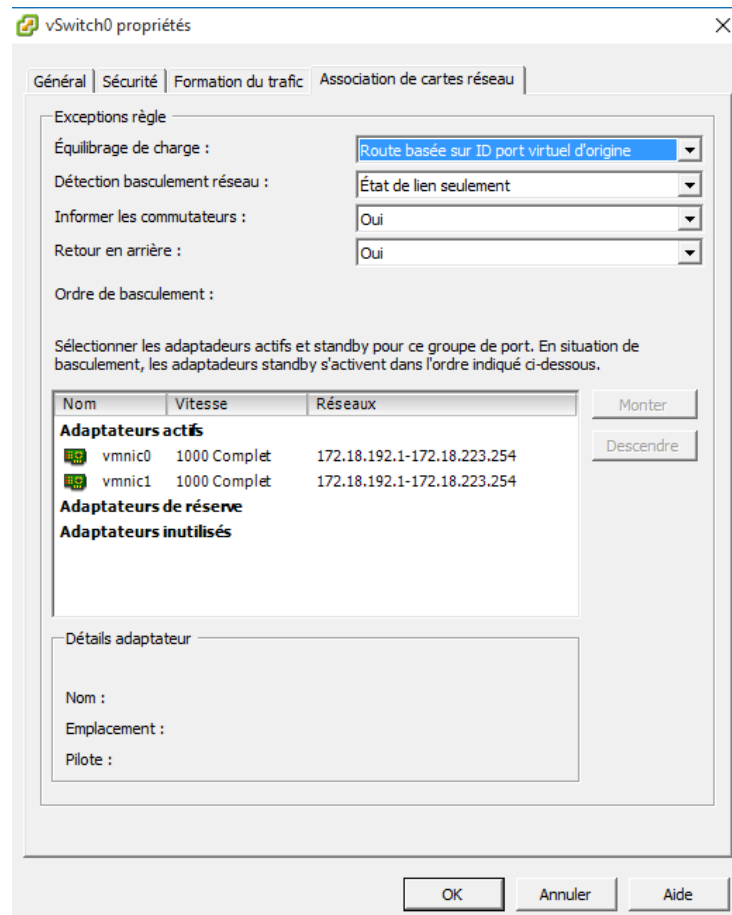 vSwitch0 propriétés
Général Sécurité Formation du trafic Association de cartes réseau
Exceptions règle
Équilibrage de charge : Route basée sur ID port virtuel d'origine
Détection basculement réseau : État de lien seulement
Informer les commutateurs : Oui
Retour en arrière : Oui
Ordre de basculement :
Sélectionner les adaptadeurs actifs et standby pour ce groupe de port. En situation de
basculement, les adaptadeurs standby s'activent dans l'ordre indiqué ci-dessous.
Nom Vitesse Réseaux
Monter
Adaptateurs actifs
Descendre
vmnic0 1000 Complet 172.18.192.1-172.18.223.254
vmnic1 1000 Complet 172.18.192.1-172.18.223.254
Adaptateurs de réserve
Adaptateurs inutilisés
Détails adaptateur
Nom :
Emplacement :
Pilote :
OK Annuler Aide